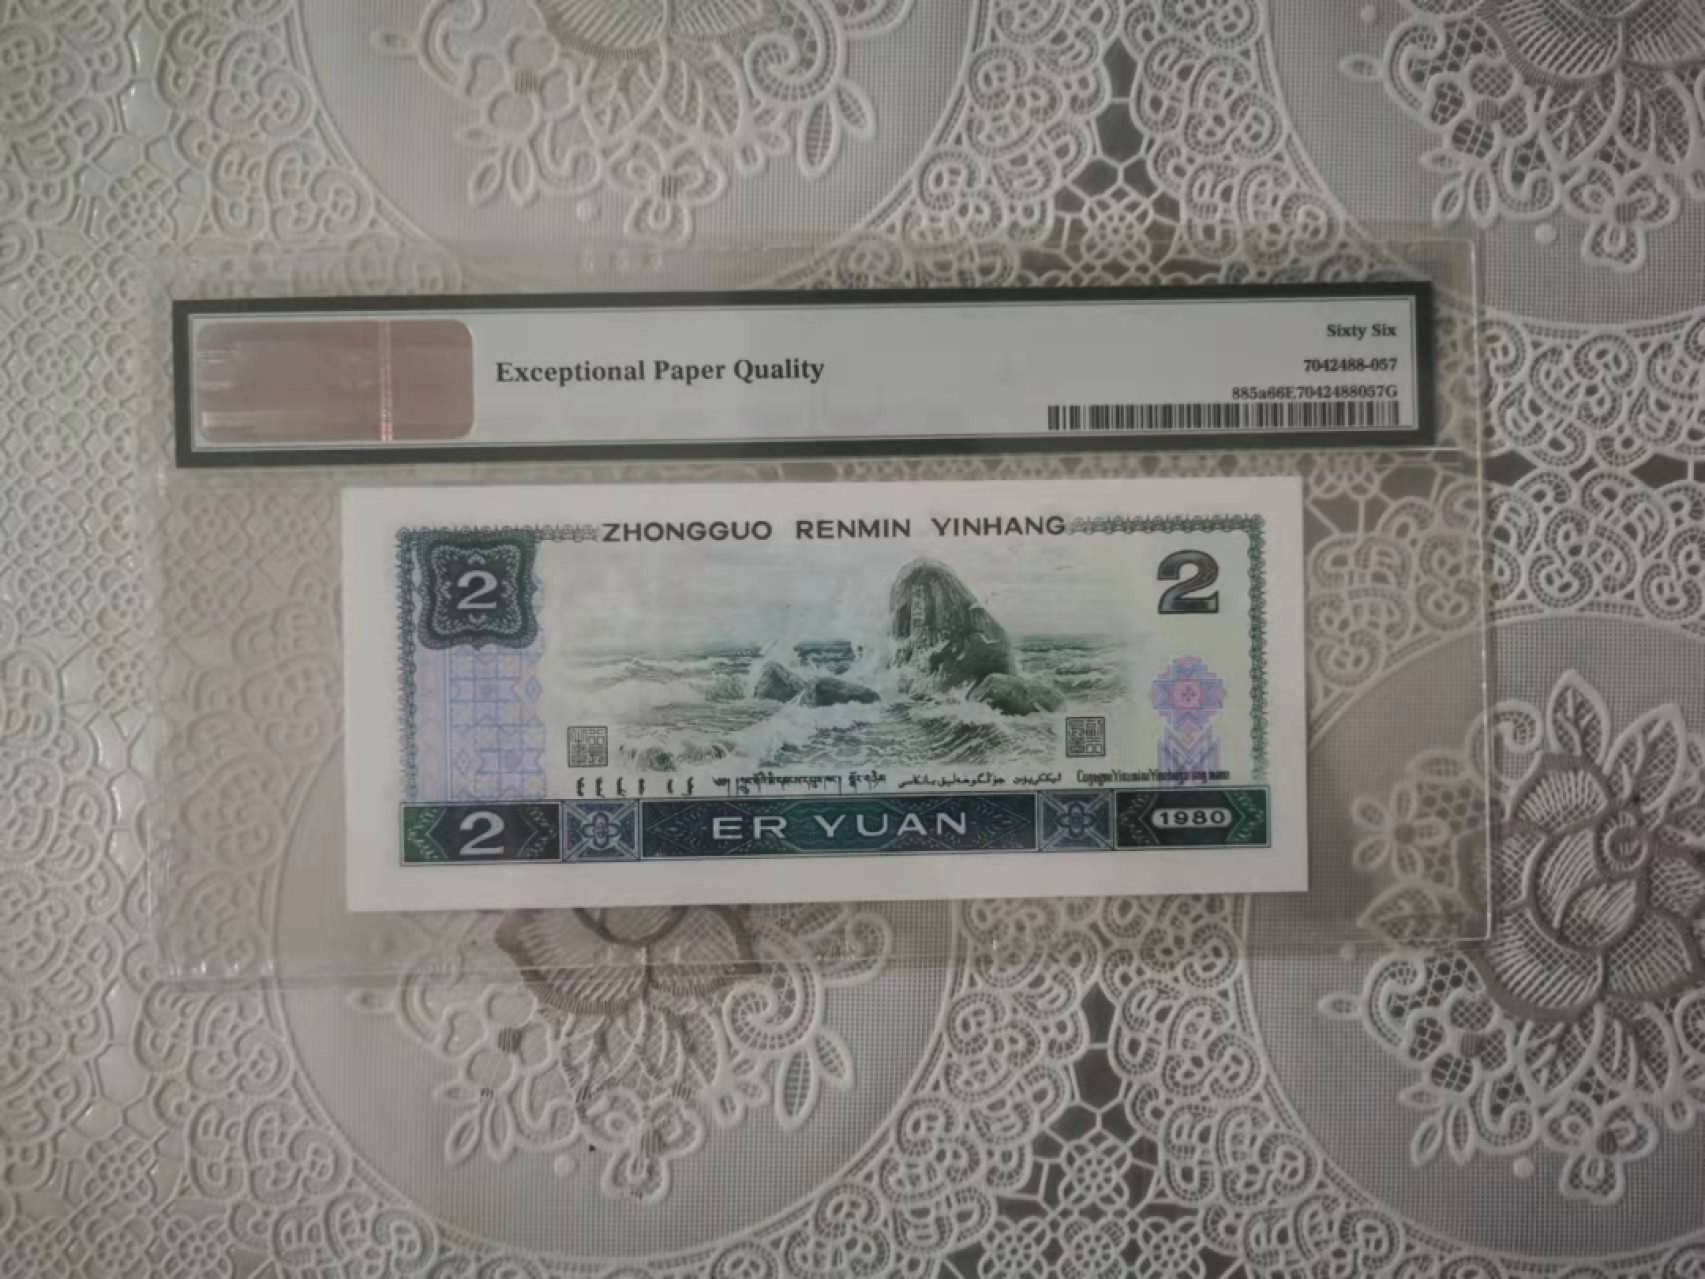 Sixty Six
Exceptional Paper Quality
7042488-057
885a66E7042488057G
ZHONGGUO RENMIN YINHANG
2
2
2
ER YUAN
1980